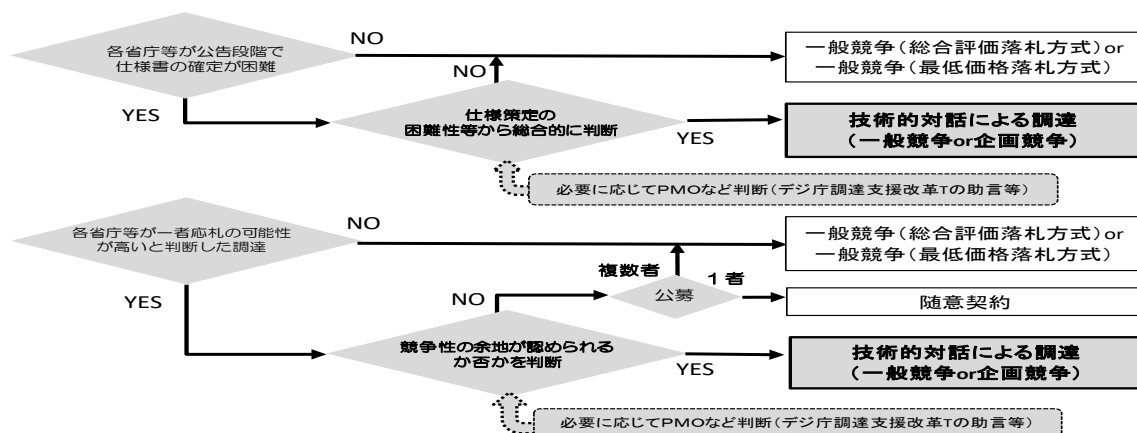 各省庁等が公告段階で
仕様書の確定が困難
NO
一般競争(総合評価落札方式)or
一般競争(最低価格落札方式)
NO
YES
仕様策定の
困難性等から総合的に判断
YES
技術的対話による調達
(一般競争or企画競争)
必要に応じてPMOなど判断(デジ庁調達支援改革Tの助言等)
各省庁等が一者応札の可能性
が高いと判断した調達
NO
一般競争(総合評価落札方式)or
一般競争(最低価格落札方式)
複数者
1者
YES
NO
公募
随意契約
競争性の余地が認められる
か否かを判断
YES
技術的対話による調達
(一般競争or企画競争)
必要に応じてPMOなど判断(デジ庁調達支援改革Tの助言等)